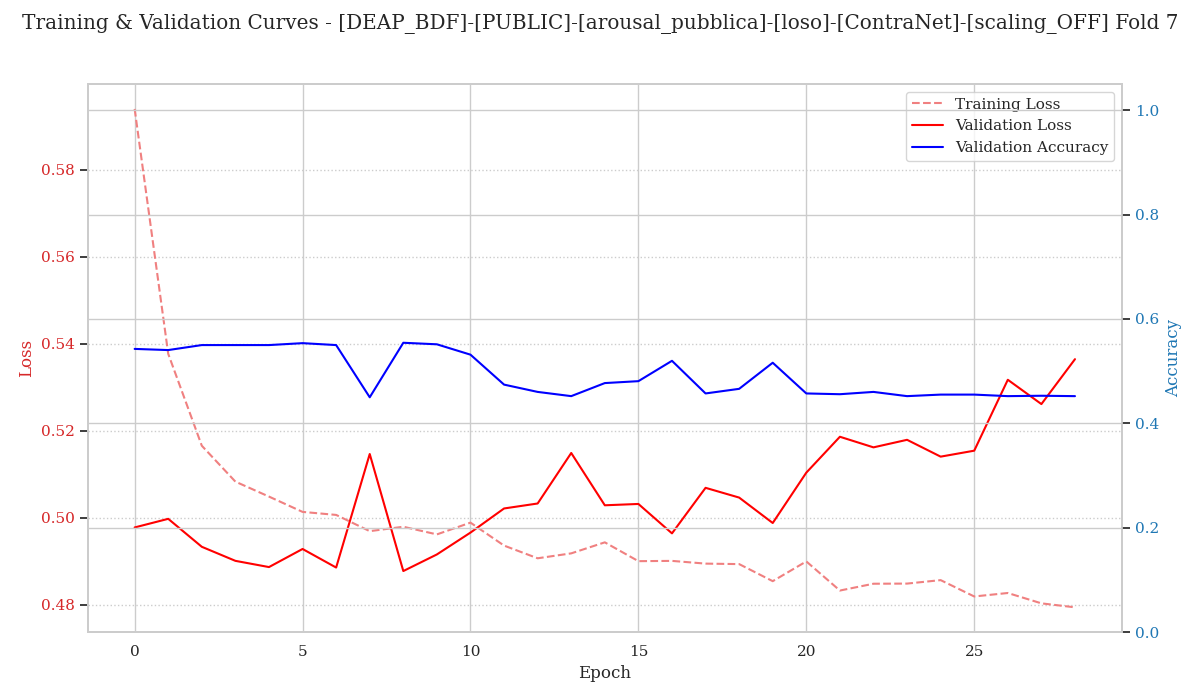 Training & Validation Curves - [DEAP_BDF]-[PUBLIC]-[arousal_pubblica]-[loso]-[ContraNet]-[scaling_OFF] Fold 7
Training Loss
Validation Loss
Validation Accuracy
Loss
0.58
0.56
0.54
0.52
0.50
0.48
1.0
0.8
0.6
0.4
0.2
0.0
Accuracy
0
5
10
15
20
25
Epoch